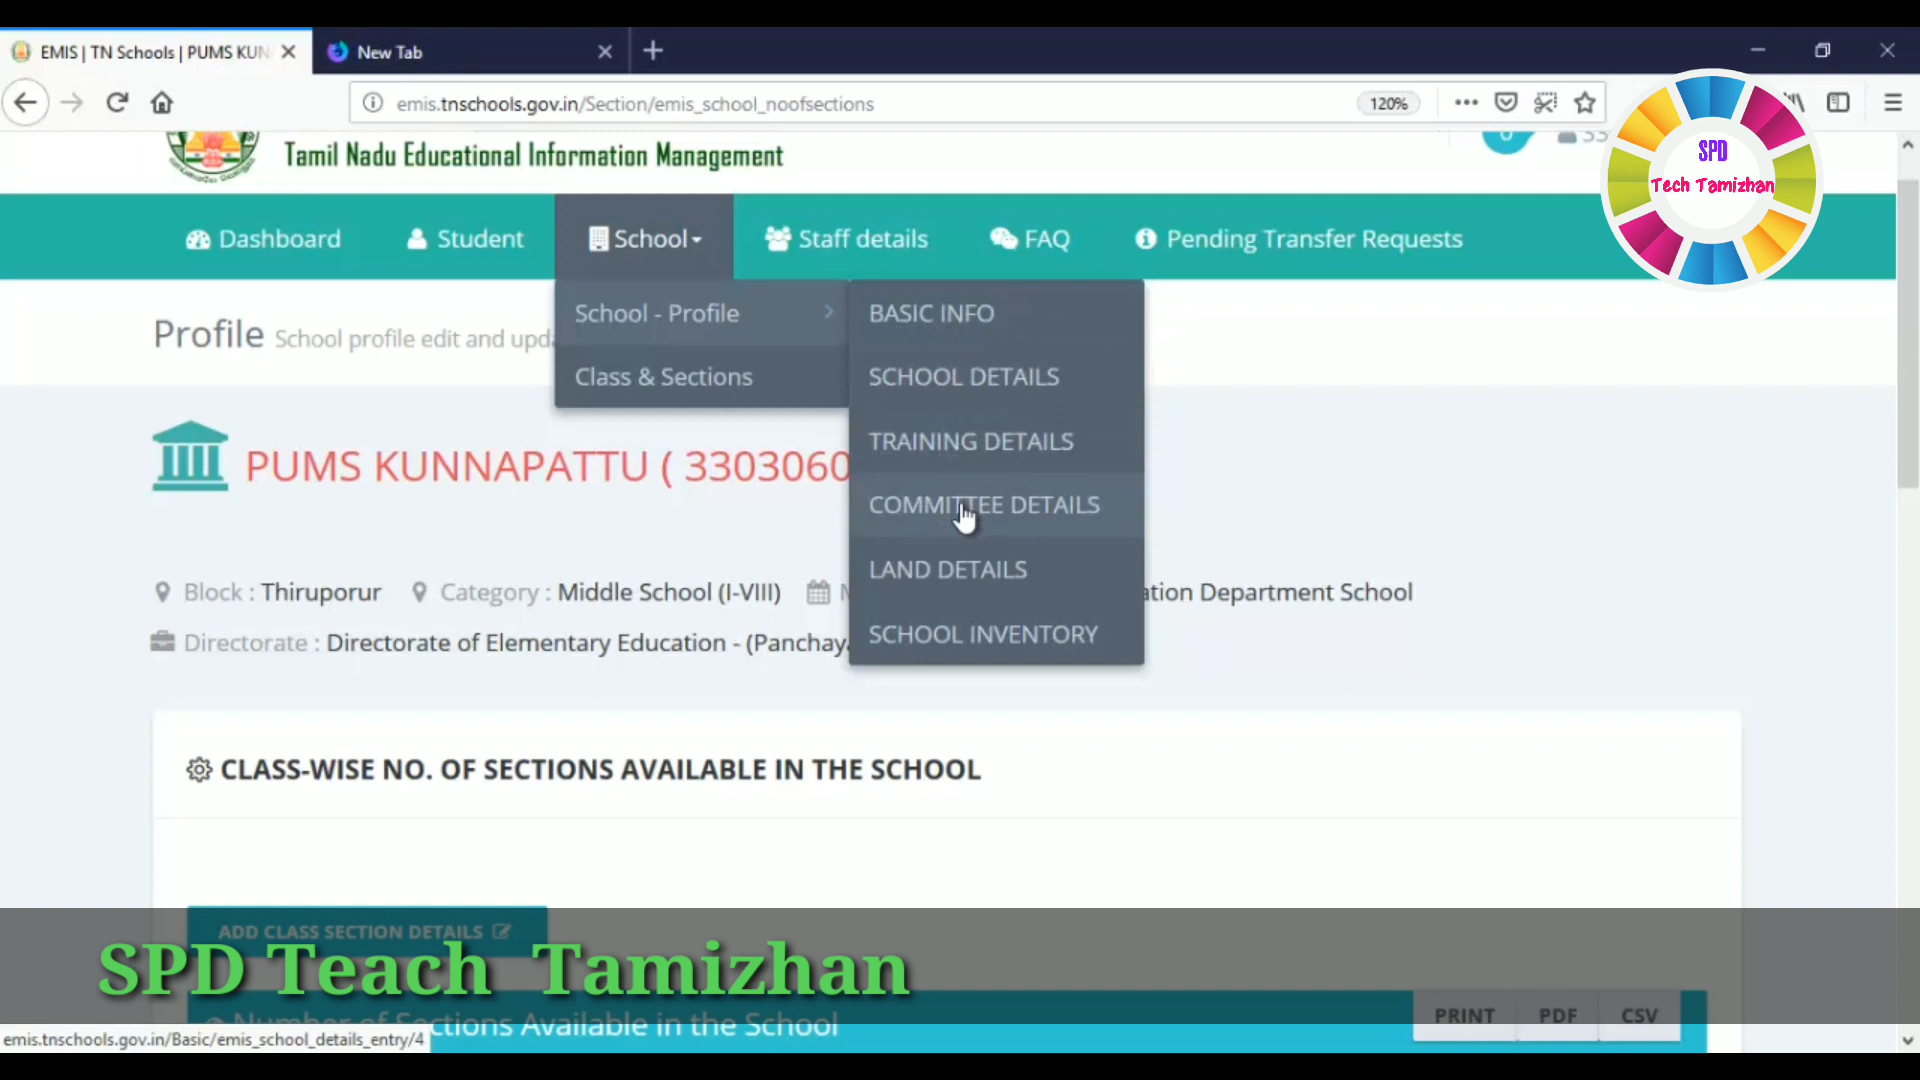 EMIS | TN Schools | PUMS KUN
New Tab
emis.tnschools.gov.in/Section/emis_school_noofsections
120%
Tamil Nadu Educational Information Management
SPD
Tech Tamizhan
Dashboard
Student
School
Staff details
FAQ
Pending Transfer Requests
School - Profile
Class & Sections
BASIC INFO
SCHOOL DETAILS
TRAINING DETAILS
COMMITTEE DETAILS
LAND DETAILS
SCHOOL INVENTORY
Profile School profile edit and upd
PUMS KUNNAPATTU ( 3303060
Block : Thiruporur Category : Middle School (I-VIII) ation Department School
Directorate : Directorate of Elementary Education - (Panchay
CLASS-WISE NO. OF SECTIONS AVAILABLE IN THE SCHOOL
ADD CLASS SECTION DETAILS
SPD Teach Tamizhan
Number of Sections Available in the School
PRINT PDF CSV
emis.tnschools.gov.in/Basic/emis_school_details_entry/4